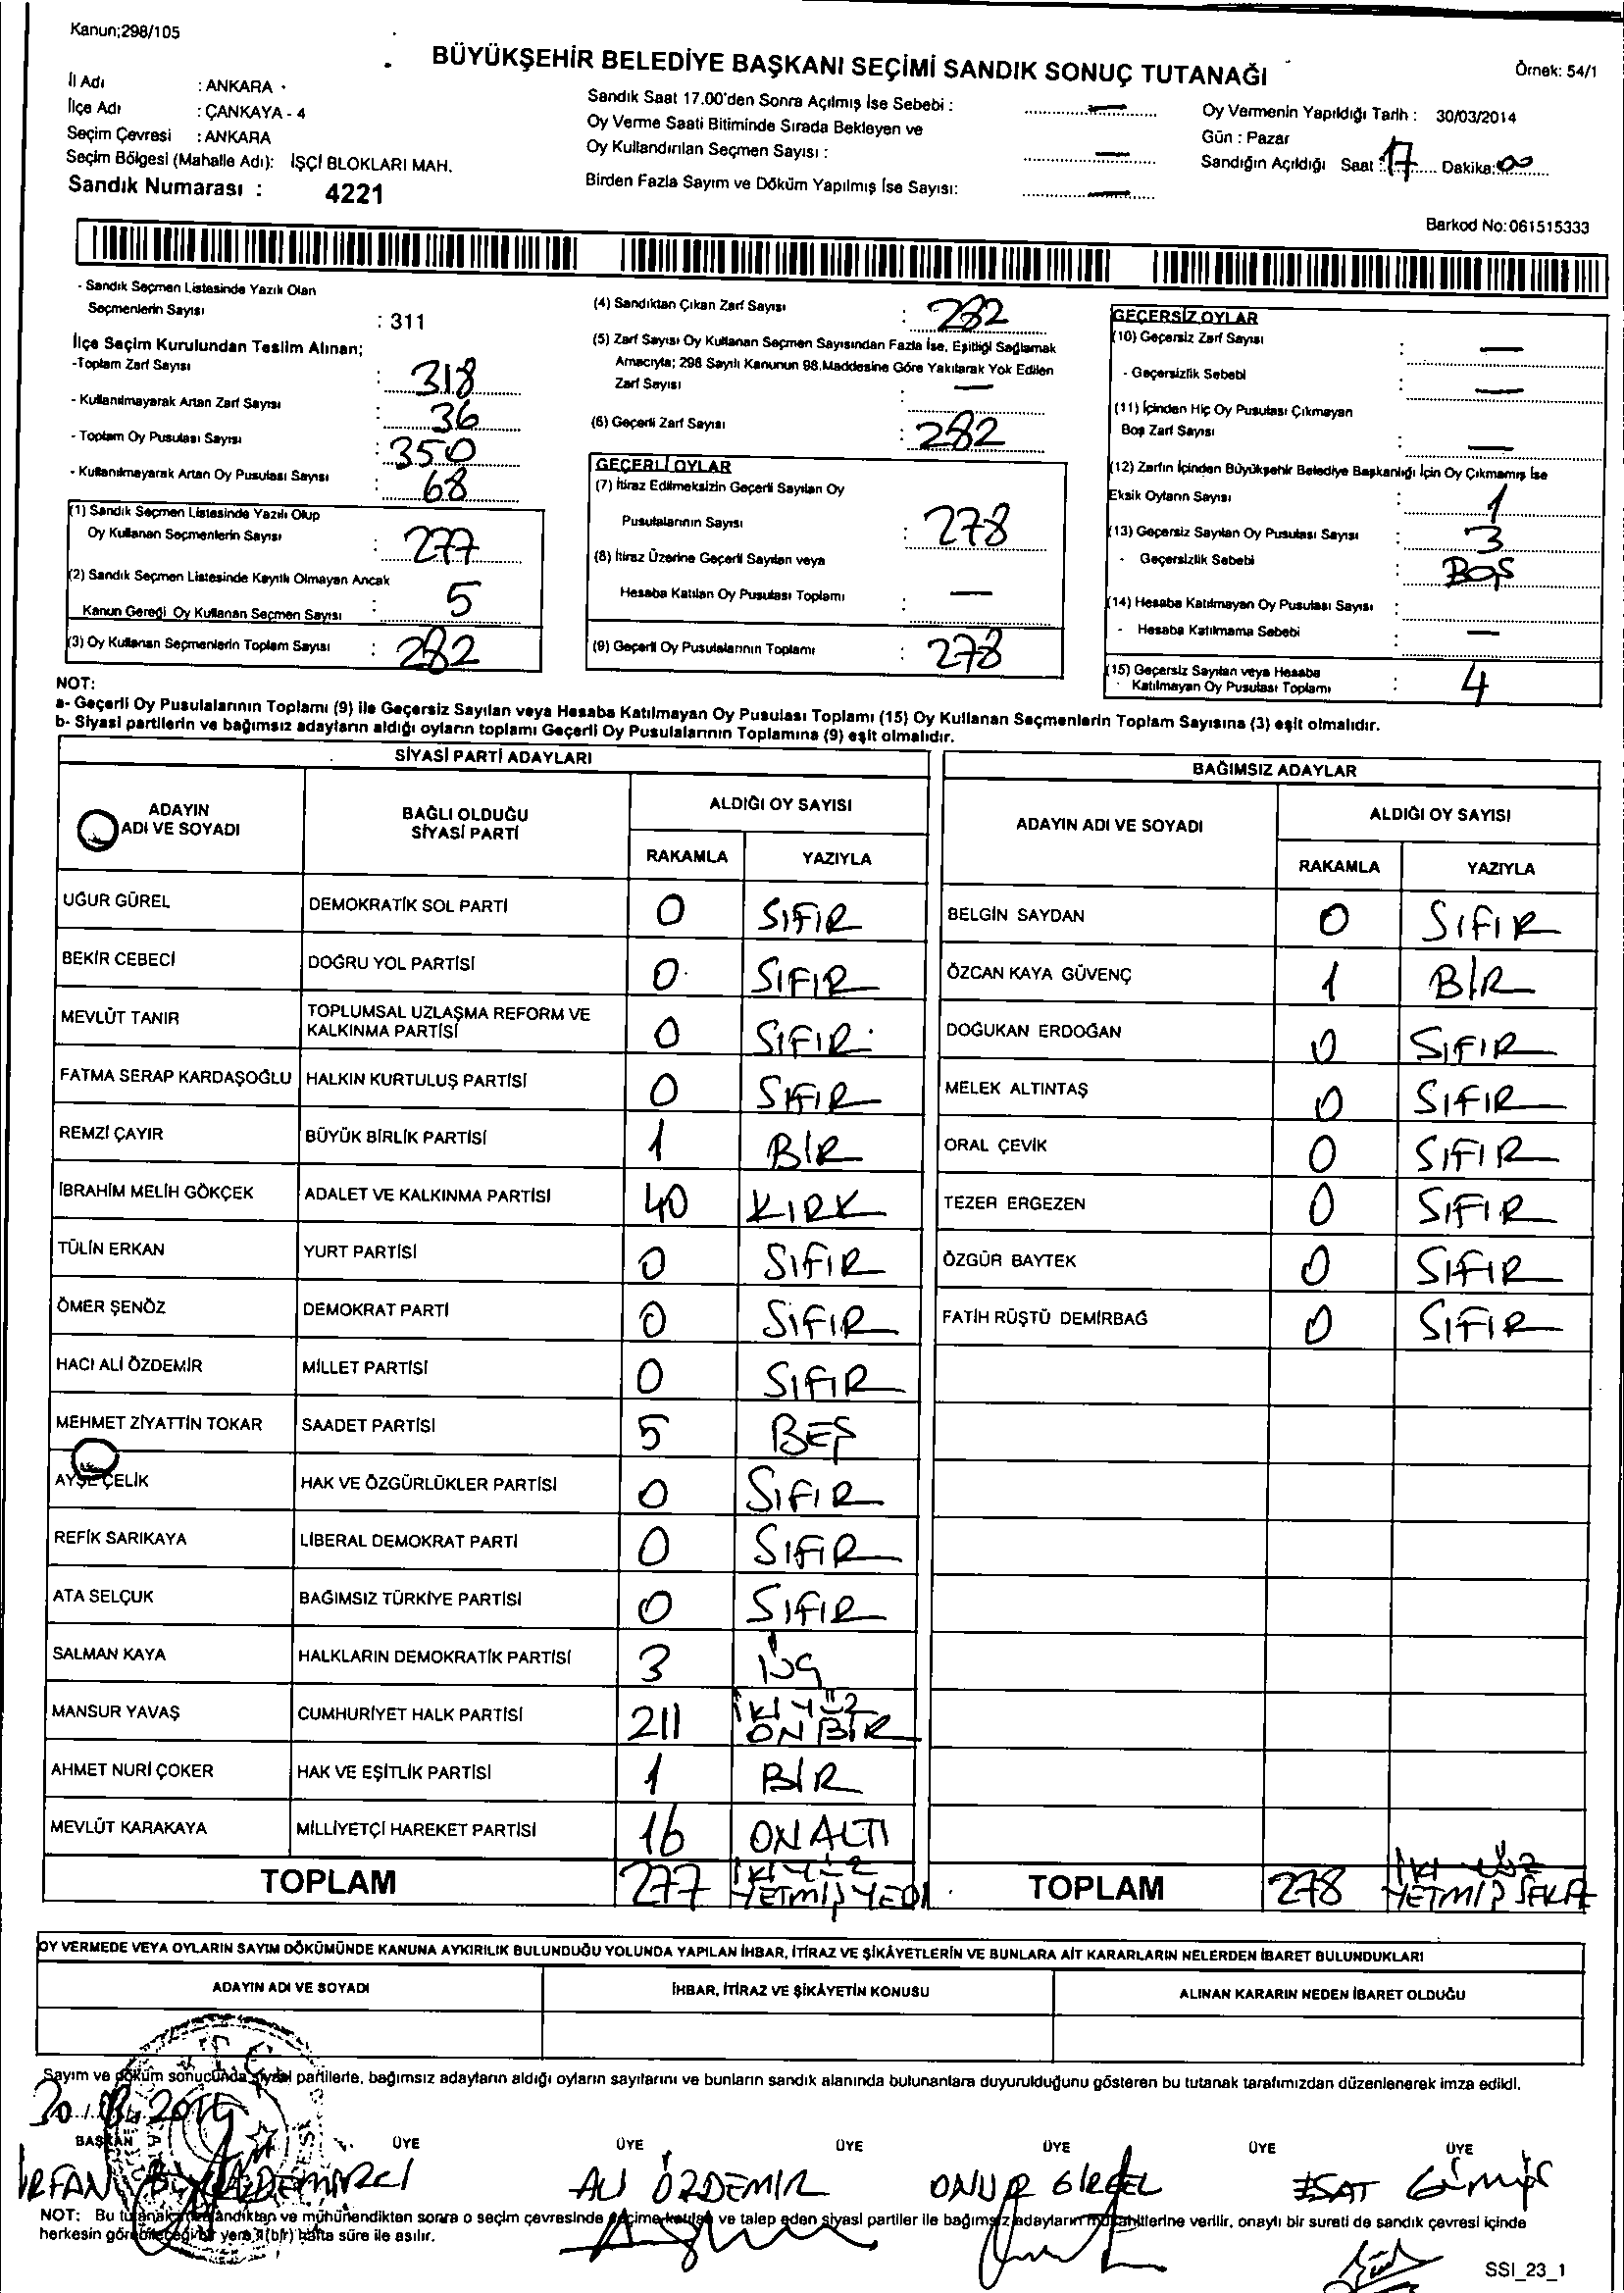 Kanun;298/105
BÜYÜKŞEHİR BELEDİYE BAŞKANI SEÇİMİ SANDIK SONUÇ TUTANAĞI
Örnek: 54/1
İl Adı : ANKARA
İlçe Adı : ÇANKAYA - 4
Seçim Çevresi : ANKARA
Seçim Bölgesi (Mahalle Adı): İŞÇİ BLOKLARI MAH.
Sandık Numarası : 4221
Sandık Saat 17.00'den Sonra Açılmış İse Sebebi : —
Oy Verme Saati Bitiminde Sırada Bekleyen ve
Oy Kullandırılan Seçmen Sayısı : —
Birden Fazla Sayım ve Döküm Yapılmış İse Sayısı: —
Oy Vermenin Yapıldığı Tarih : 30/03/2014
Gün : Pazar
Sandığın Açıldığı Saat : 17 Dakika: 00
Barkod No:061515333
- Sandık Seçmen Listesinde Yazılı Olan
Seçmenlerin Sayısı : 311
İlçe Seçim Kurulundan Teslim Alınan;
-Toplam Zarf Sayısı : 318
- Kullanılmayarak Artan Zarf Sayısı : 36
- Toplam Oy Pusulası Sayısı : 350
- Kullanılmayarak Artan Oy Pusulası Sayısı : 68
(1) Sandık Seçmen Listesinde Yazılı Olup
Oy Kullanan Seçmenlerin Sayısı : 277
(2) Sandık Seçmen Listesinde Kayıtlı Olmayan Ancak
Kanun Gereği Oy Kullanan Seçmen Sayısı : 5
(3) Oy Kullanan Seçmenlerin Toplam Sayısı : 282
(4) Sandıktan Çıkan Zarf Sayısı : 282
(5) Zarf Sayısı Oy Kullanan Seçmen Sayısından Fazla İse, Eşitliği Sağlamak
Amacıyla; 298 Sayılı Kanunun 98.Maddesine Göre Yakılarak Yok Edilen
Zarf Sayısı : —
(6) Geçerli Zarf Sayısı : 282
GEÇERLİ OYLAR
(7) İtiraz Edilmeksizin Geçerli Sayılan Oy
Pusulalarının Sayısı : 278
(8) İtiraz Üzerine Geçerli Sayılan veya
Hesaba Katılan Oy Pusulası Toplamı : —
(9) Geçerli Oy Pusulalarının Toplamı : 278
GEÇERSİZ OYLAR
(10) Geçersiz Zarf Sayısı : —
- Geçersizlik Sebebi : —
(11) İçinden Hiç Oy Pusulası Çıkmayan
Boş Zarf Sayısı : —
(12) Zarfın İçinden Büyükşehir Belediye Başkanlığı İçin Oy Çıkmamış İse
Eksik Oyların Sayısı : 1
(13) Geçersiz Sayılan Oy Pusulası Sayısı : 3
- Geçersizlik Sebebi : BOŞ
(14) Hesaba Katılmayan Oy Pusulası Sayısı :
- Hesaba Katılmama Sebebi : —
(15) Geçersiz Sayılan veya Hesaba
Katılmayan Oy Pusulası Toplamı : 4
NOT:
a- Geçerli Oy Pusulalarının Toplamı (9) ile Geçersiz Sayılan veya Hesaba Katılmayan Oy Pusulası Toplamı (15) Oy Kullanan Seçmenlerin Toplam Sayısına (3) eşit olmalıdır.
b- Siyasi partilerin ve bağımsız adayların aldığı oyların toplamı Geçerli Oy Pusulalarının Toplamına (9) eşit olmalıdır.
SİYASİ PARTİ ADAYLARI
ADAYIN ADI VE SOYADI
BAĞLI OLDUĞU SİYASİ PARTİ
ALDIĞI OY SAYISI
RAKAMLA YAZIYLA
UĞUR GÜREL DEMOKRATİK SOL PARTİ 0 SIFIR
BEKİR CEBECİ DOĞRU YOL PARTİSİ 0 SIFIR
MEVLÜT TANIR TOPLUMSAL UZLAŞMA REFORM VE KALKINMA PARTİSİ 0 SIFIR
FATMA SERAP KARDAŞOĞLU HALKIN KURTULUŞ PARTİSİ 0 SIFIR
REMZİ ÇAYIR BÜYÜK BİRLİK PARTİSİ 1 BİR
İBRAHİM MELİH GÖKÇEK ADALET VE KALKINMA PARTİSİ 40 KIRK
TÜLİN ERKAN YURT PARTİSİ 0 SIFIR
ÖMER ŞENÖZ DEMOKRAT PARTİ 0 SIFIR
HACI ALİ ÖZDEMİR MİLLET PARTİSİ 0 SIFIR
MEHMET ZİYATTİN TOKAR SAADET PARTİSİ 5 BEŞ
AYŞE ÇELİK HAK VE ÖZGÜRLÜKLER PARTİSİ 0 SIFIR
REFİK SARIKAYA LİBERAL DEMOKRAT PARTİ 0 SIFIR
ATA SELÇUK BAĞIMSIZ TÜRKİYE PARTİSİ 0 SIFIR
SALMAN KAYA HALKLARIN DEMOKRATİK PARTİSİ 3 ÜÇ
MANSUR YAVAŞ CUMHURİYET HALK PARTİSİ 211 İKİ YÜZ ON BİR
AHMET NURİ ÇOKER HAK VE EŞİTLİK PARTİSİ 1 BİR
MEVLÜT KARAKAYA MİLLİYETÇİ HAREKET PARTİSİ 16 ON ALTI
TOPLAM 277 İKİ YÜZ YETMİŞ YEDİ
BAĞIMSIZ ADAYLAR
ADAYIN ADI VE SOYADI
ALDIĞI OY SAYISI
RAKAMLA YAZIYLA
BELGİN SAYDAN 0 SIFIR
ÖZCAN KAYA GÜVENÇ 1 BİR
DOĞUKAN ERDOĞAN 0 SIFIR
MELEK ALTINTAŞ 0 SIFIR
ORAL ÇEVİK 0 SIFIR
TEZER ERGEZEN 0 SIFIR
ÖZGÜR BAYTEK 0 SIFIR
FATİH RÜŞTÜ DEMİRBAĞ 0 SIFIR
TOPLAM 278 İKİ YÜZ YETMİŞ SEKİZ
OY VERMEDE VEYA OYLARIN SAYIM DÖKÜMÜNDE KANUNA AYKIRILIK BULUNDUĞU YOLUNDA YAPILAN İHBAR, İTİRAZ VE ŞİKÂYETLERİN VE BUNLARA AİT KARARLARIN NELERDEN İBARET BULUNDUKLARI
ADAYIN ADI VE SOYADI İHBAR, İTİRAZ VE ŞİKÂYETİN KONUSU ALINAN KARARIN NEDEN İBARET OLDUĞU
Sayım ve döküm sonucunda siyasi partilerle, bağımsız adayların aldığı oyların sayılarını ve bunların sandık alanında bulunanlara duyurulduğunu gösteren bu tutanak tarafımızdan düzenlenerek imza edildi.
30.03.2014
BAŞKAN ÜYE ÜYE ÜYE ÜYE ÜYE ÜYE
İRFAN ALİ ÖZDEMİR ONUR GİRGEL ESAT GÜMÜŞ
NOT: Bu tutanak imzalandıktan ve mühürlendikten sonra o seçim çevresinde seçime katılan ve talep eden siyasi partiler ile bağımsız adayların müşahitlerine verilir, onaylı bir sureti de sandık çevresi içinde
herkesin görebileceği bir yere 1(bir) hafta süre ile asılır.
SSI_23_1